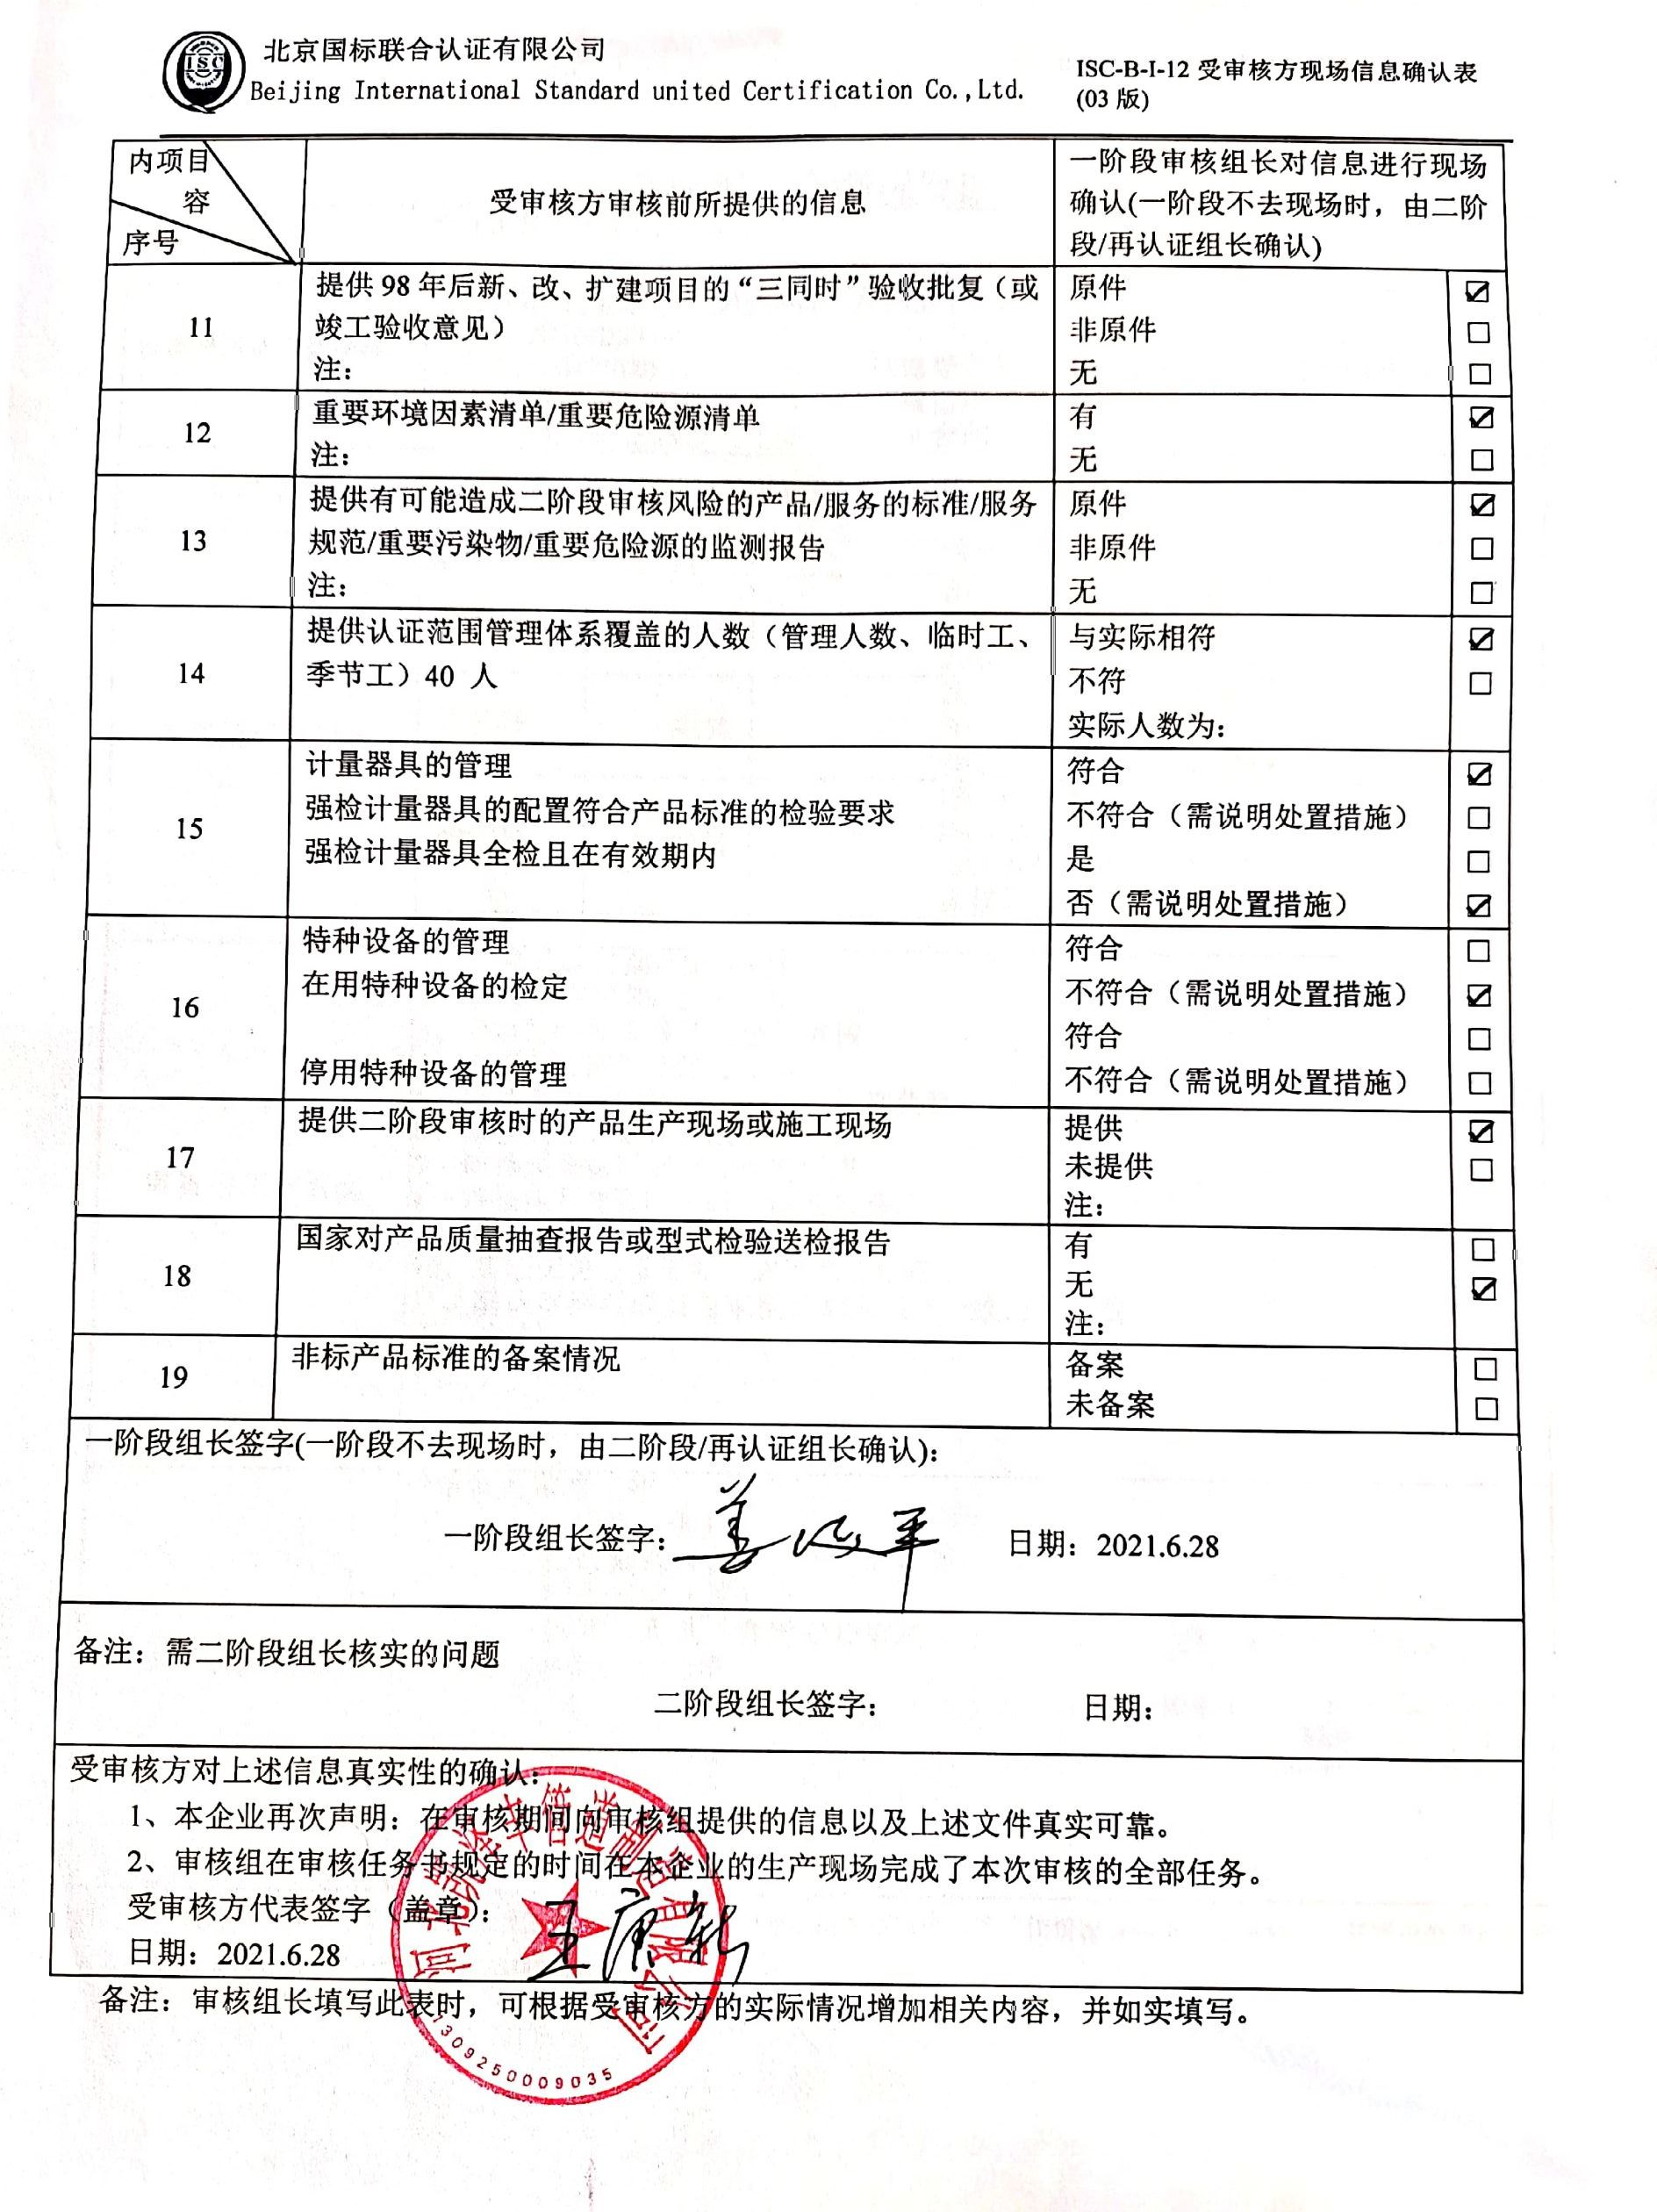 ISC
北京国标联合认证有限公司
Beijing International Standard united Certification Co.,Ltd.
ISC-B-I-12 受审核方现场信息确认表
(03 版)
内项目
容
序号
受审核方审核前所提供的信息
一阶段审核组长对信息进行现场
确认(一阶段不去现场时，由二阶
段/再认证组长确认)
11
提供 98 年后新、改、扩建项目的“三同时”验收批复（或
竣工验收意见）
注：
原件 ☑
非原件 □
无 □
12
重要环境因素清单/重要危险源清单
注：
有 ☑
无 □
13
提供有可能造成二阶段审核风险的产品/服务的标准/服务
规范/重要污染物/重要危险源的监测报告
注：
原件 ☑
非原件 □
无 □
14
提供认证范围管理体系覆盖的人数（管理人数、临时工、
季节工）40 人
与实际相符 ☑
不符 □
实际人数为：
15
计量器具的管理
强检计量器具的配置符合产品标准的检验要求
强检计量器具全检且在有效期内
符合 ☑
不符合（需说明处置措施） □
是 □
否（需说明处置措施） ☑
16
特种设备的管理
在用特种设备的检定
停用特种设备的管理
符合 □
不符合（需说明处置措施） ☑
符合 □
不符合（需说明处置措施） □
17
提供二阶段审核时的产品生产现场或施工现场
提供 ☑
未提供 □
注：
18
国家对产品质量抽查报告或型式检验送检报告
有 □
无 ☑
注：
19
非标产品标准的备案情况
备案 □
未备案 □
一阶段组长签字(一阶段不去现场时，由二阶段/再认证组长确认)：
一阶段组长签字： 日期：2021.6.28
备注：需二阶段组长核实的问题
二阶段组长签字： 日期：
受审核方对上述信息真实性的确认：
1、本企业再次声明：在审核期间向审核组提供的信息以及上述文件真实可靠。
2、审核组在审核任务书规定的时间在本企业的生产现场完成了本次审核的全部任务。
受审核方代表签字（盖章）：
日期：2021.6.28
备注：审核组长填写此表时，可根据受审核方的实际情况增加相关内容，并如实填写。
1309250009035